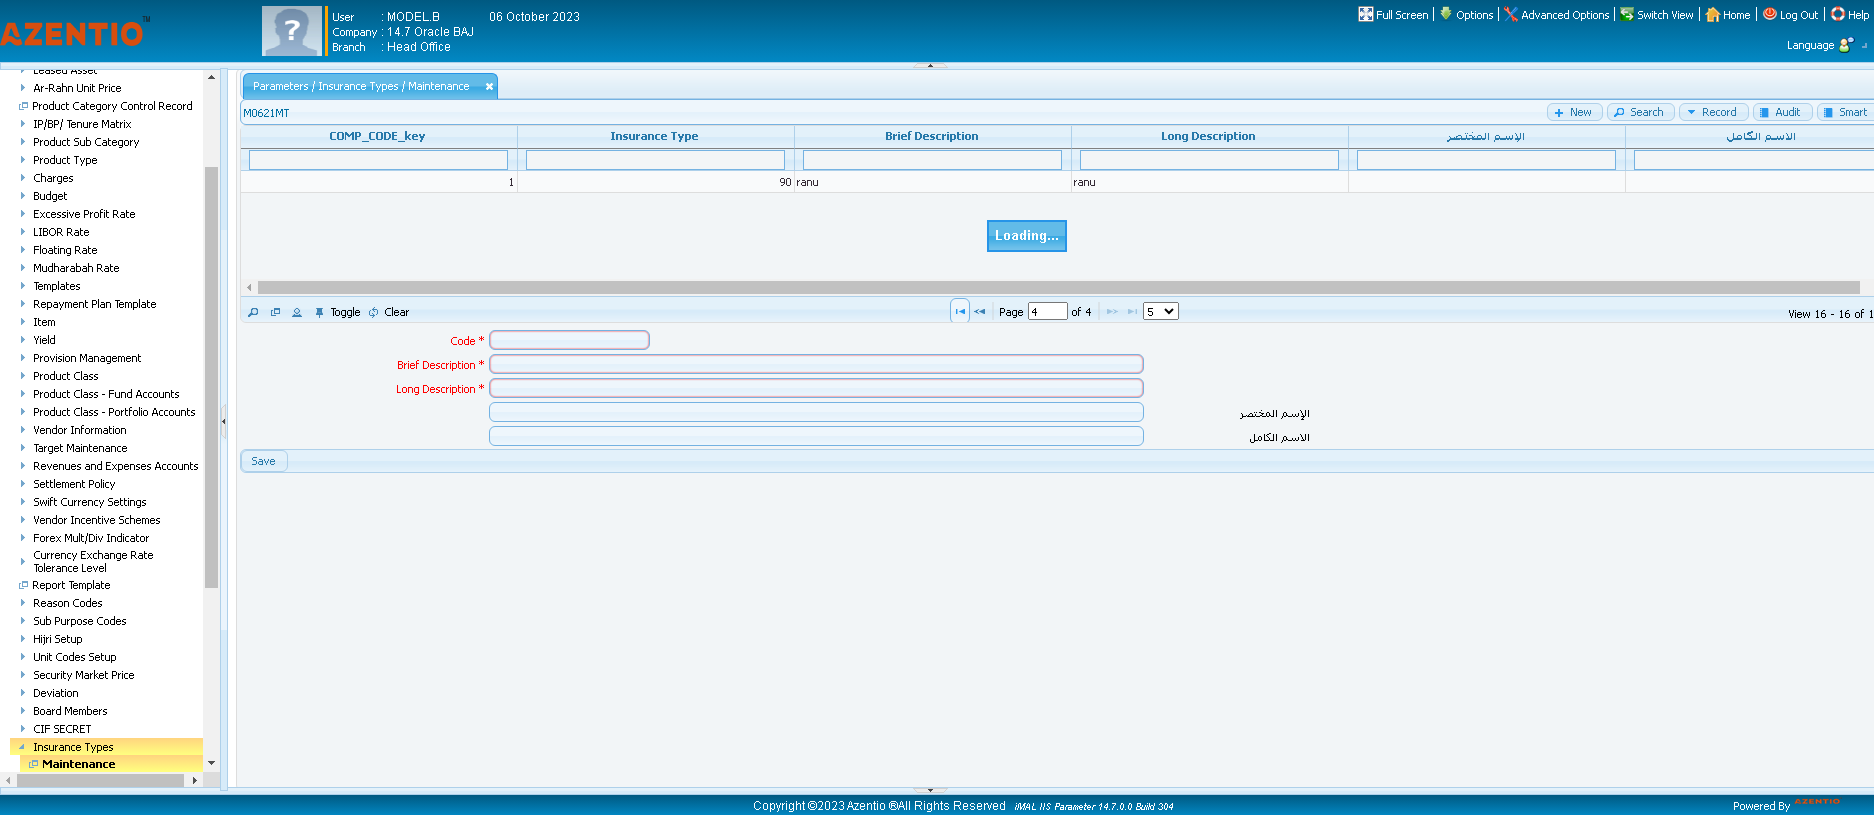 AZENTIO™
User : MODEL.B 06 October 2023
Company : 14.7 Oracle BAJ
Branch : Head Office
Full Screen Options Advanced Options Switch View Home Log Out Help
Language
Leased Asset
Ar-Rahn Unit Price
Product Category Control Record
IP/BP/ Tenure Matrix
Product Sub Category
Product Type
Charges
Budget
Excessive Profit Rate
LIBOR Rate
Floating Rate
Mudharabah Rate
Templates
Repayment Plan Template
Item
Yield
Provision Management
Product Class
Product Class - Fund Accounts
Product Class - Portfolio Accounts
Vendor Information
Target Maintenance
Revenues and Expenses Accounts
Settlement Policy
Swift Currency Settings
Vendor Incentive Schemes
Forex Mult/Div Indicator
Currency Exchange Rate
Tolerance Level
Report Template
Reason Codes
Sub Purpose Codes
Hijri Setup
Unit Codes Setup
Security Market Price
Deviation
Board Members
CIF SECRET
Insurance Types
Maintenance
Parameters / Insurance Types / Maintenance
M0621MT
New Search Record Audit Smart
COMP_CODE_key Insurance Type Brief Description Long Description الإسم المختصر الاسم الكامل
1 90 ranu ranu
Loading...
Toggle Clear Page 4 of 4 5 View 16 - 16 of 1
Code *
Brief Description *
Long Description *
الإسم المختصر
الاسم الكامل
Save
Copyright ©2023 Azentio ®All Rights Reserved iMAL IIS Parameter 14.7.0.0 Build 304
Powered By AZENTIO